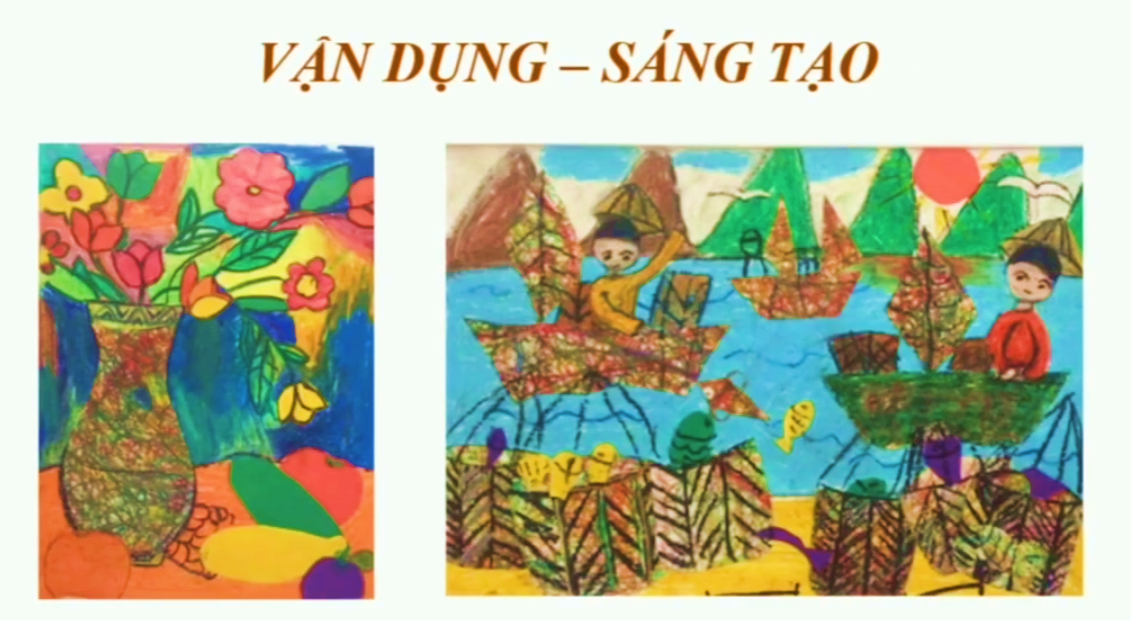 VẬN DỤNG – SÁNG TẠO